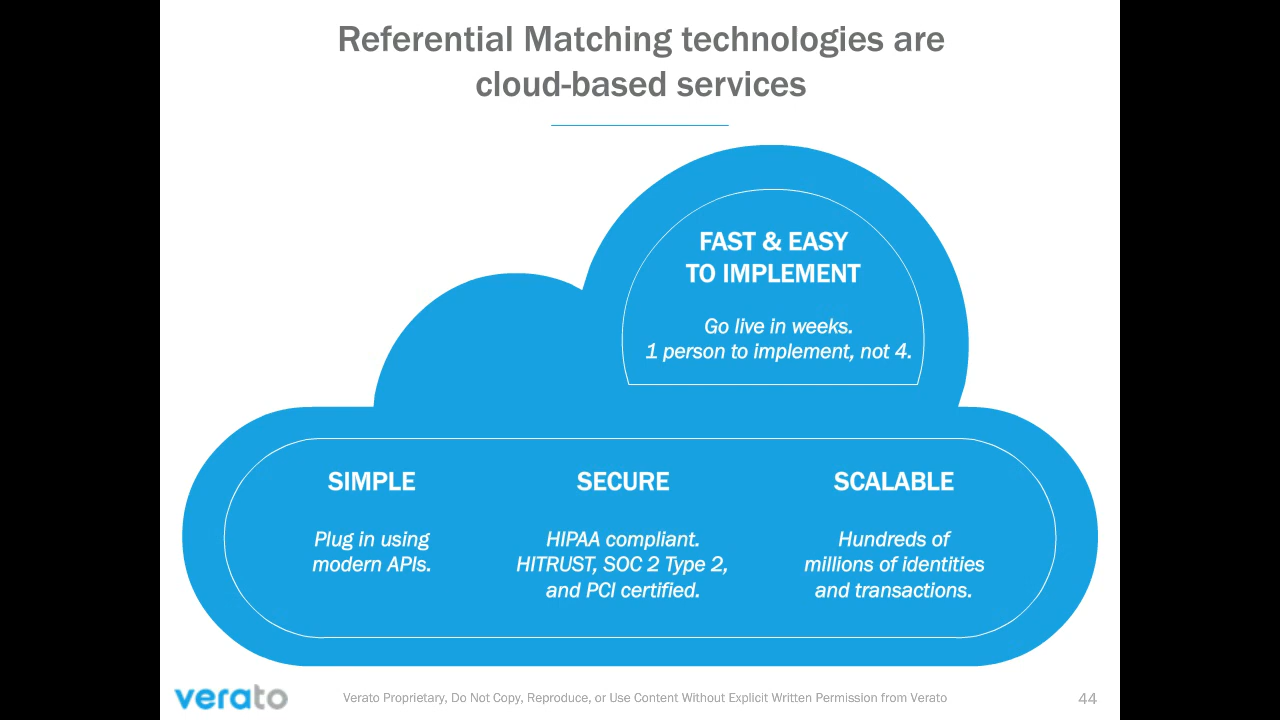 Referential Matching technologies are
cloud-based services
FAST & EASY
TO IMPLEMENT
Go live in weeks.
1 person to implement, not 4.
SIMPLE
Plug in using
modern APIs.
SECURE
HIPAA compliant.
HITRUST, SOC 2 Type 2,
and PCI certified.
SCALABLE
Hundreds of
millions of identities
and transactions.
verato
Verato Proprietary, Do Not Copy, Reproduce, or Use Content Without Explicit Written Permission from Verato
44